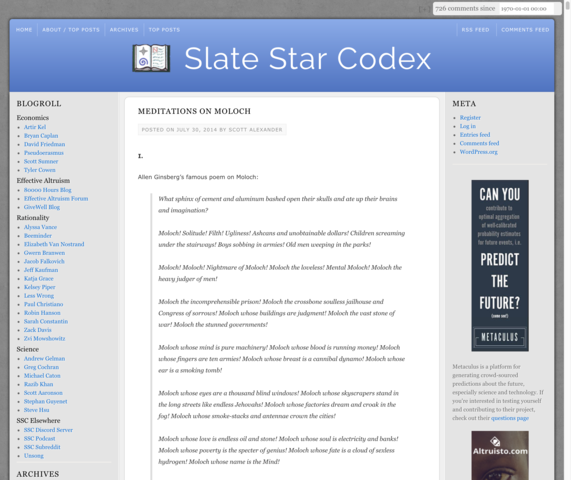 726 comments since 1970-01-01 00:00
HOME
ABOUT / TOP POSTS
ARCHIVES
TOP POSTS
RSS FEED
COMMENTS FEED
Slate Star Codex
BLOGROLL
Economics
Artir Kel
Bryan Caplan
David Friedman
Pseudoerasmus
Scott Sumner
Tyler Cowen
Effective Altruism
80000 Hours Blog
Effective Altruism Forum
GiveWell Blog
Rationality
Alyssa Vance
Beeminder
Elizabeth Van Nostrand
Gwern Branwen
Jacob Falkovich
Jeff Kaufman
Katja Grace
Kelsey Piper
Less Wrong
Paul Christiano
Robin Hanson
Sarah Constantin
Zack Davis
Zvi Mowshowitz
Science
Andrew Gelman
Greg Cochran
Michael Caton
Razib Khan
Scott Aaronson
Stephan Guyenet
Steve Hsu
SSC Elsewhere
SSC Discord Server
SSC Podcast
SSC Subreddit
Unsong
ARCHIVES
MEDITATIONS ON MOLOCH
POSTED ON JULY 30, 2014 BY SCOTT ALEXANDER
I.
Allen Ginsberg's famous poem on Moloch:
What sphinx of cement and aluminum bashed open their skulls and ate up their brains
and imagination?
Moloch! Solitude! Filth! Ugliness! Ashcans and unobtainable dollars! Children screaming
under the stairways! Boys sobbing in armies! Old men weeping in the parks!
Moloch! Moloch! Nightmare of Moloch! Moloch the loveless! Mental Moloch! Moloch the
heavy judger of men!
Moloch the incomprehensible prison! Moloch the crossbone soulless jailhouse and
Congress of sorrows! Moloch whose buildings are judgment! Moloch the vast stone of
war! Moloch the stunned governments!
Moloch whose mind is pure machinery! Moloch whose blood is running money! Moloch
whose fingers are ten armies! Moloch whose breast is a cannibal dynamo! Moloch whose
ear is a smoking tomb!
Moloch whose eyes are a thousand blind windows! Moloch whose skyscrapers stand in
the long streets like endless Jehovahs! Moloch whose factories dream and croak in the
fog! Moloch whose smoke-stacks and antennae crown the cities!
Moloch whose love is endless oil and stone! Moloch whose soul is electricity and banks!
Moloch whose poverty is the specter of genius! Moloch whose fate is a cloud of sexless
hydrogen! Moloch whose name is the Mind!
META
Register
Log in
Entries feed
Comments feed
WordPress.org
CAN YOU
contribute to
optimal aggregation
of well-calibrated
probability estimates
for future events, i.e.
PREDICT
THE
FUTURE?
(same too!)
METACULUS
Metaculus is a platform for
generating crowd-sourced
predictions about the future,
especially science and technology. If
you're interested in testing yourself
and contributing to their project,
check out their questions page
Altruisto.com